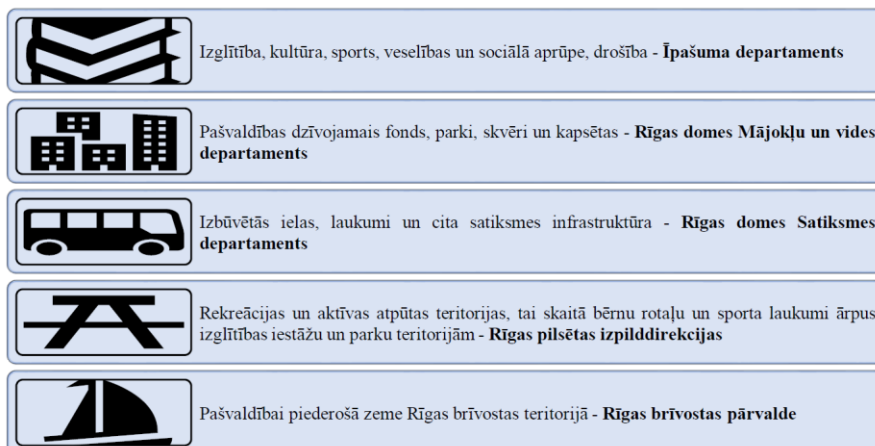 Izglītība, kultūra, sports, veselības un sociālā aprūpe, drošība - Īpašuma departaments
Pašvaldības dzīvojamais fonds, parki, skvēri un kapsētas - Rīgas domes Mājokļu un vides
departaments
Izbūvētās ielas, laukumi un cita satiksmes infrastruktūra - Rīgas domes Satiksmes
departaments
Rekreācijas un aktīvas atpūtas teritorijas, tai skaitā bērnu rotaļu un sporta laukumi ārpus
izglītības iestāžu un parku teritorijām - Rīgas pilsētas izpilddirekcijas
Pašvaldībai piederošā zeme Rīgas brīvostas teritorijā - Rīgas brīvostas pārvalde